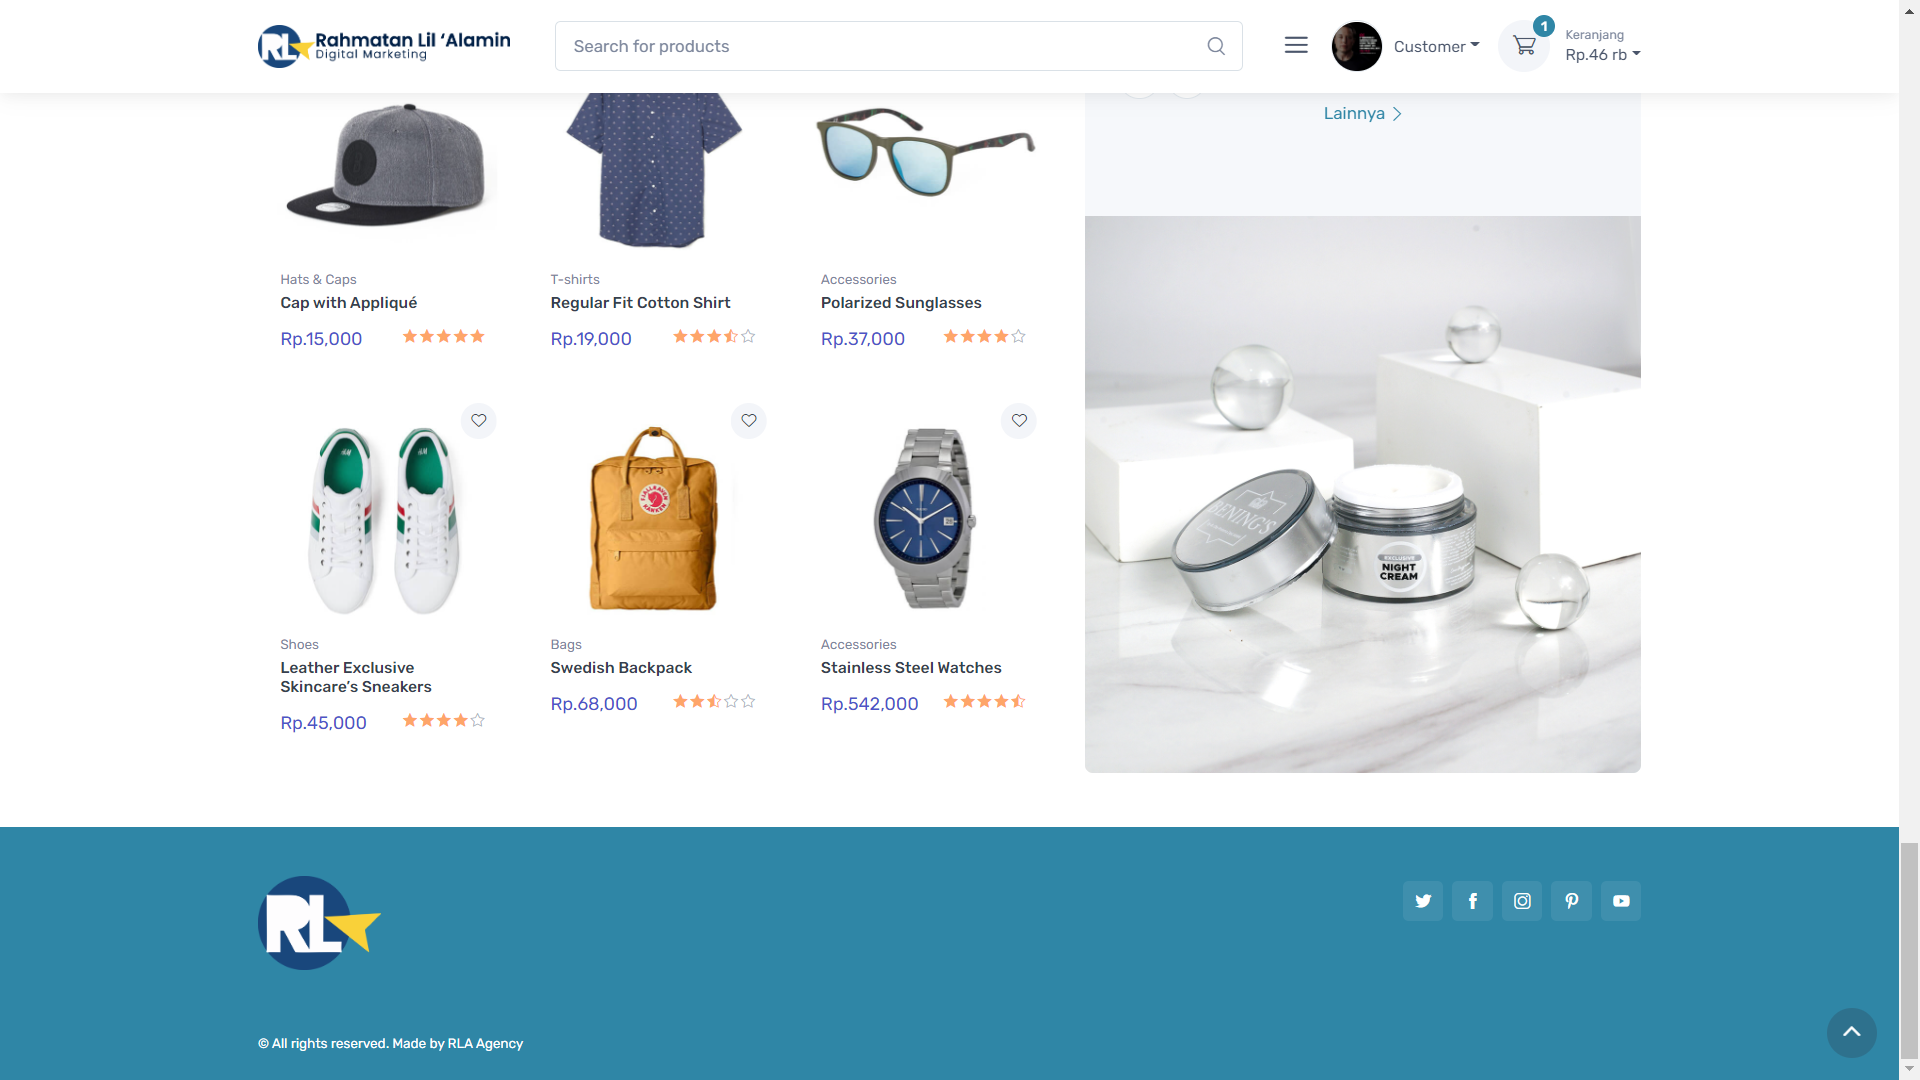 RL Rahmatan Lil ‘Alamin
Digital Marketing
Search for products
Customer
1
Keranjang
Rp.46 rb
Lainnya
Hats & Caps
Cap with Appliqué
Rp.15,000
T-shirts
Regular Fit Cotton Shirt
Rp.19,000
Accessories
Polarized Sunglasses
Rp.37,000
BENING'S
EXCLUSIVE
NIGHT
CREAM
Shoes
Leather Exclusive
Skincare’s Sneakers
Rp.45,000
Bags
Swedish Backpack
Rp.68,000
Accessories
Stainless Steel Watches
Rp.542,000
RL
© All rights reserved. Made by RLA Agency